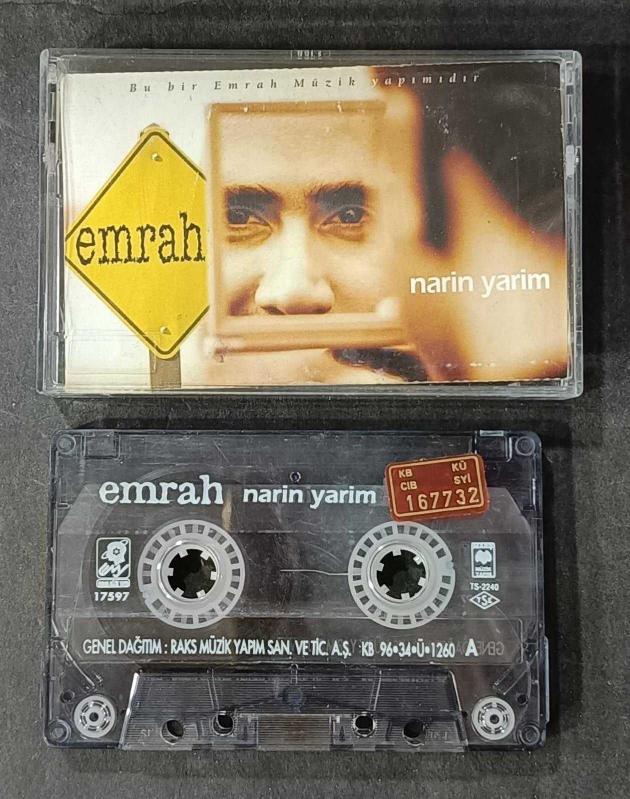 Bu bir Emrah Müzik yapımıdır
emrah
narin yarim
emrah narin yarim
KB KÜ
CIB SYİ
167732
17597
TS-2240
TSE
GENEL DAĞITIM : RAKS MÜZİK YAPIM SAN. VE TİC. A.Ş. KB 96•34•Ü•1260 A